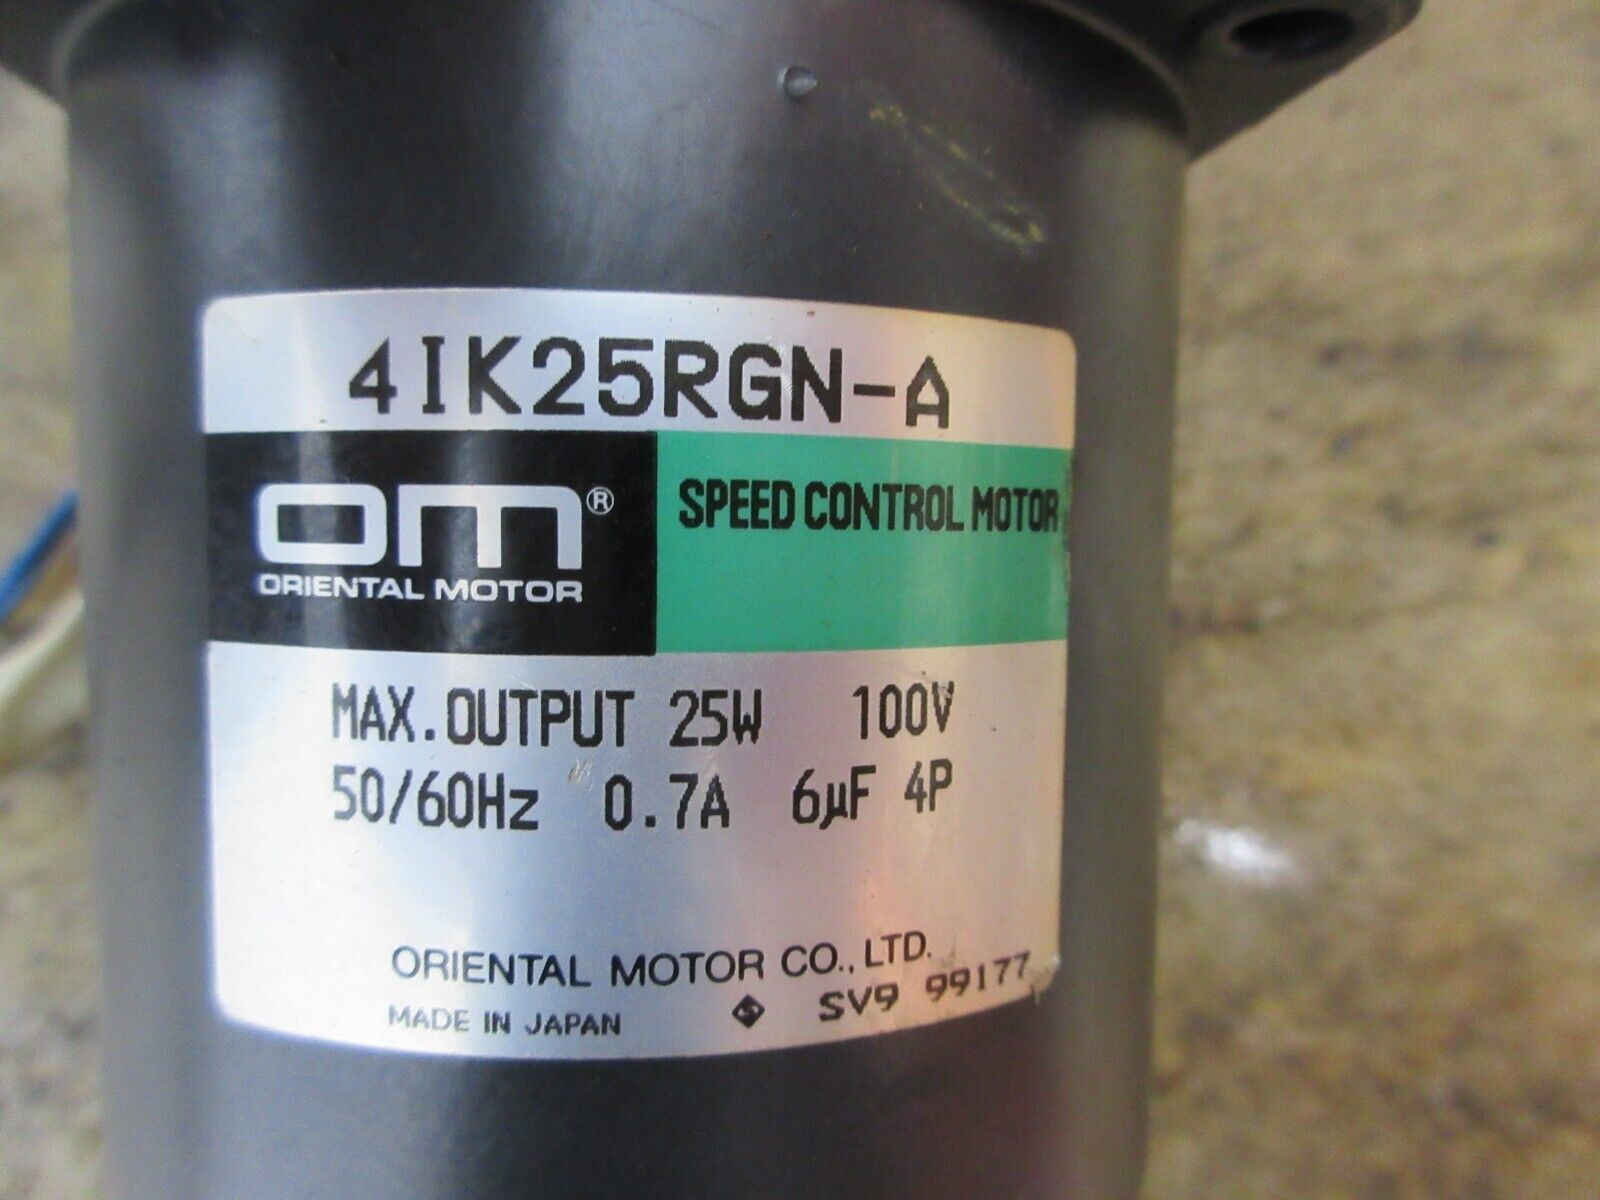 4IK25RGN-A
om®
ORIENTAL MOTOR
SPEED CONTROL MOTOR
MAX.OUTPUT 25W 100V
50/60Hz 0.7A 6µF 4P
ORIENTAL MOTOR CO., LTD.
MADE IN JAPAN SV9 99177